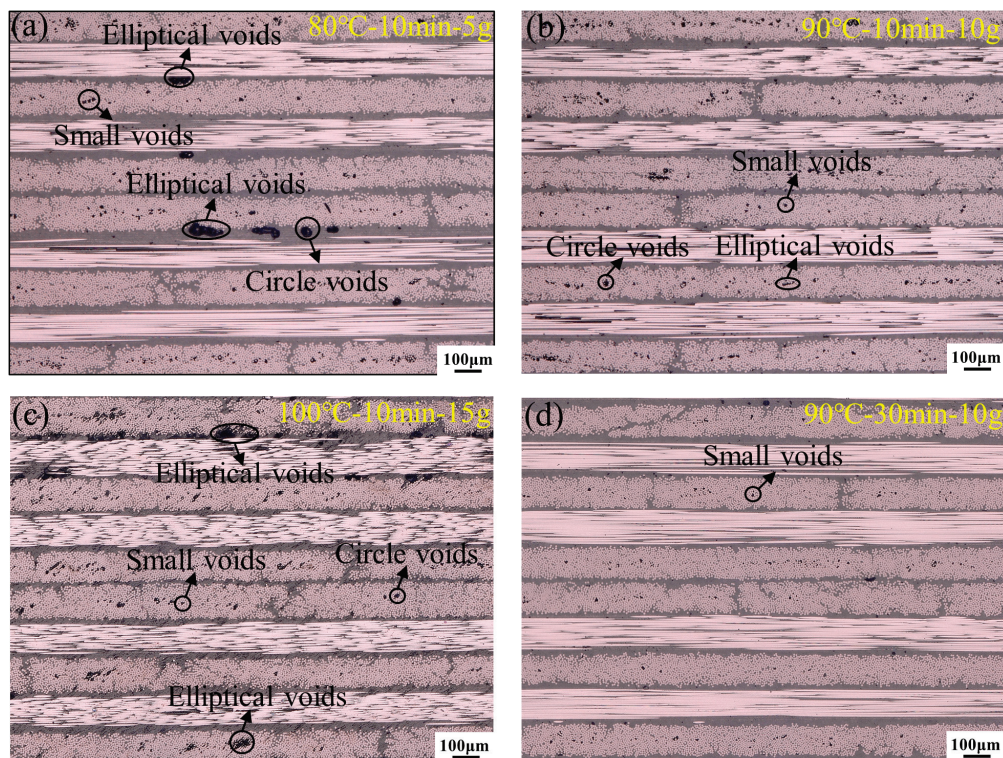 (a)
80℃-10min-5g
Elliptical voids
Small voids
Elliptical voids
Circle voids
100μm
(b)
90℃-10min-10g
Small voids
Circle voids
Elliptical voids
100μm
(c)
100℃-10min-15g
Elliptical voids
Small voids
Circle voids
Elliptical voids
100μm
(d)
90℃-30min-10g
Small voids
100μm